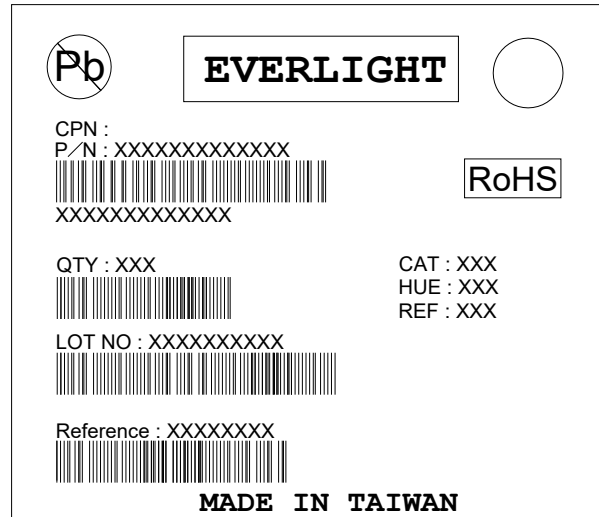 Pb
EVERLIGHT
CPN :
P/N : XXXXXXXXXXXXX
RoHS
XXXXXXXXXXXXX
QTY : XXX
CAT : XXX
HUE : XXX
REF : XXX
LOT NO : XXXXXXXXXX
Reference : XXXXXXXX
MADE IN TAIWAN